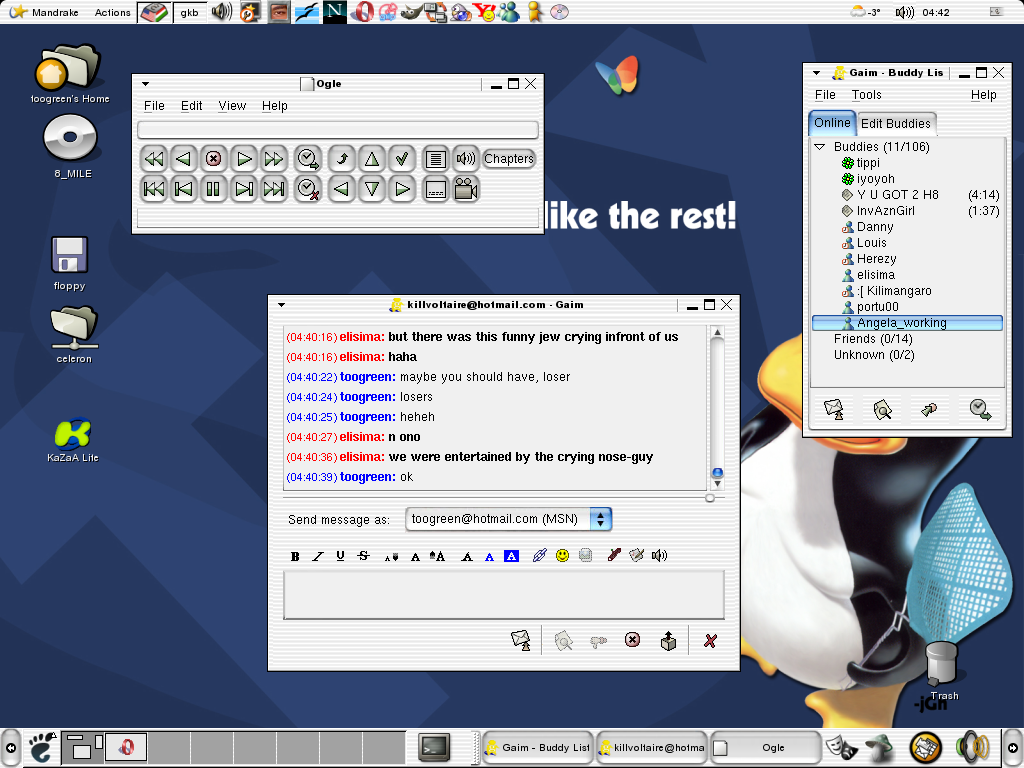 Mandrake Actions gkb -3° 04:42
toogreen's Home
8_MILE
floppy
celeron
KaZaA Lite
Ogle
File Edit View Help
Chapters
like the rest!
Gaim - Buddy Lis
File Tools Help
Online Edit Buddies
Buddies (11/106)
tippi
iyoyoh
Y U GOT 2 H8 (4:14)
InvAznGirl (1:37)
Danny
Louis
Herezy
elisima
:[ Kilimangaro
portu00
Angela_working
Friends (0/14)
Unknown (0/2)
killvoltaire@hotmail.com - Gaim
(04:40:16) elisima: but there was this funny jew crying infront of us
(04:40:16) elisima: haha
(04:40:22) toogreen: maybe you should have, loser
(04:40:24) toogreen: losers
(04:40:25) toogreen: heheh
(04:40:27) elisima: n ono
(04:40:36) elisima: we were entertained by the crying nose-guy
(04:40:39) toogreen: ok
Send message as: toogreen@hotmail.com (MSN)
B I U S A A A A A A
Trash
-jGh
Gaim - Buddy List killvoltaire@hotma Ogle